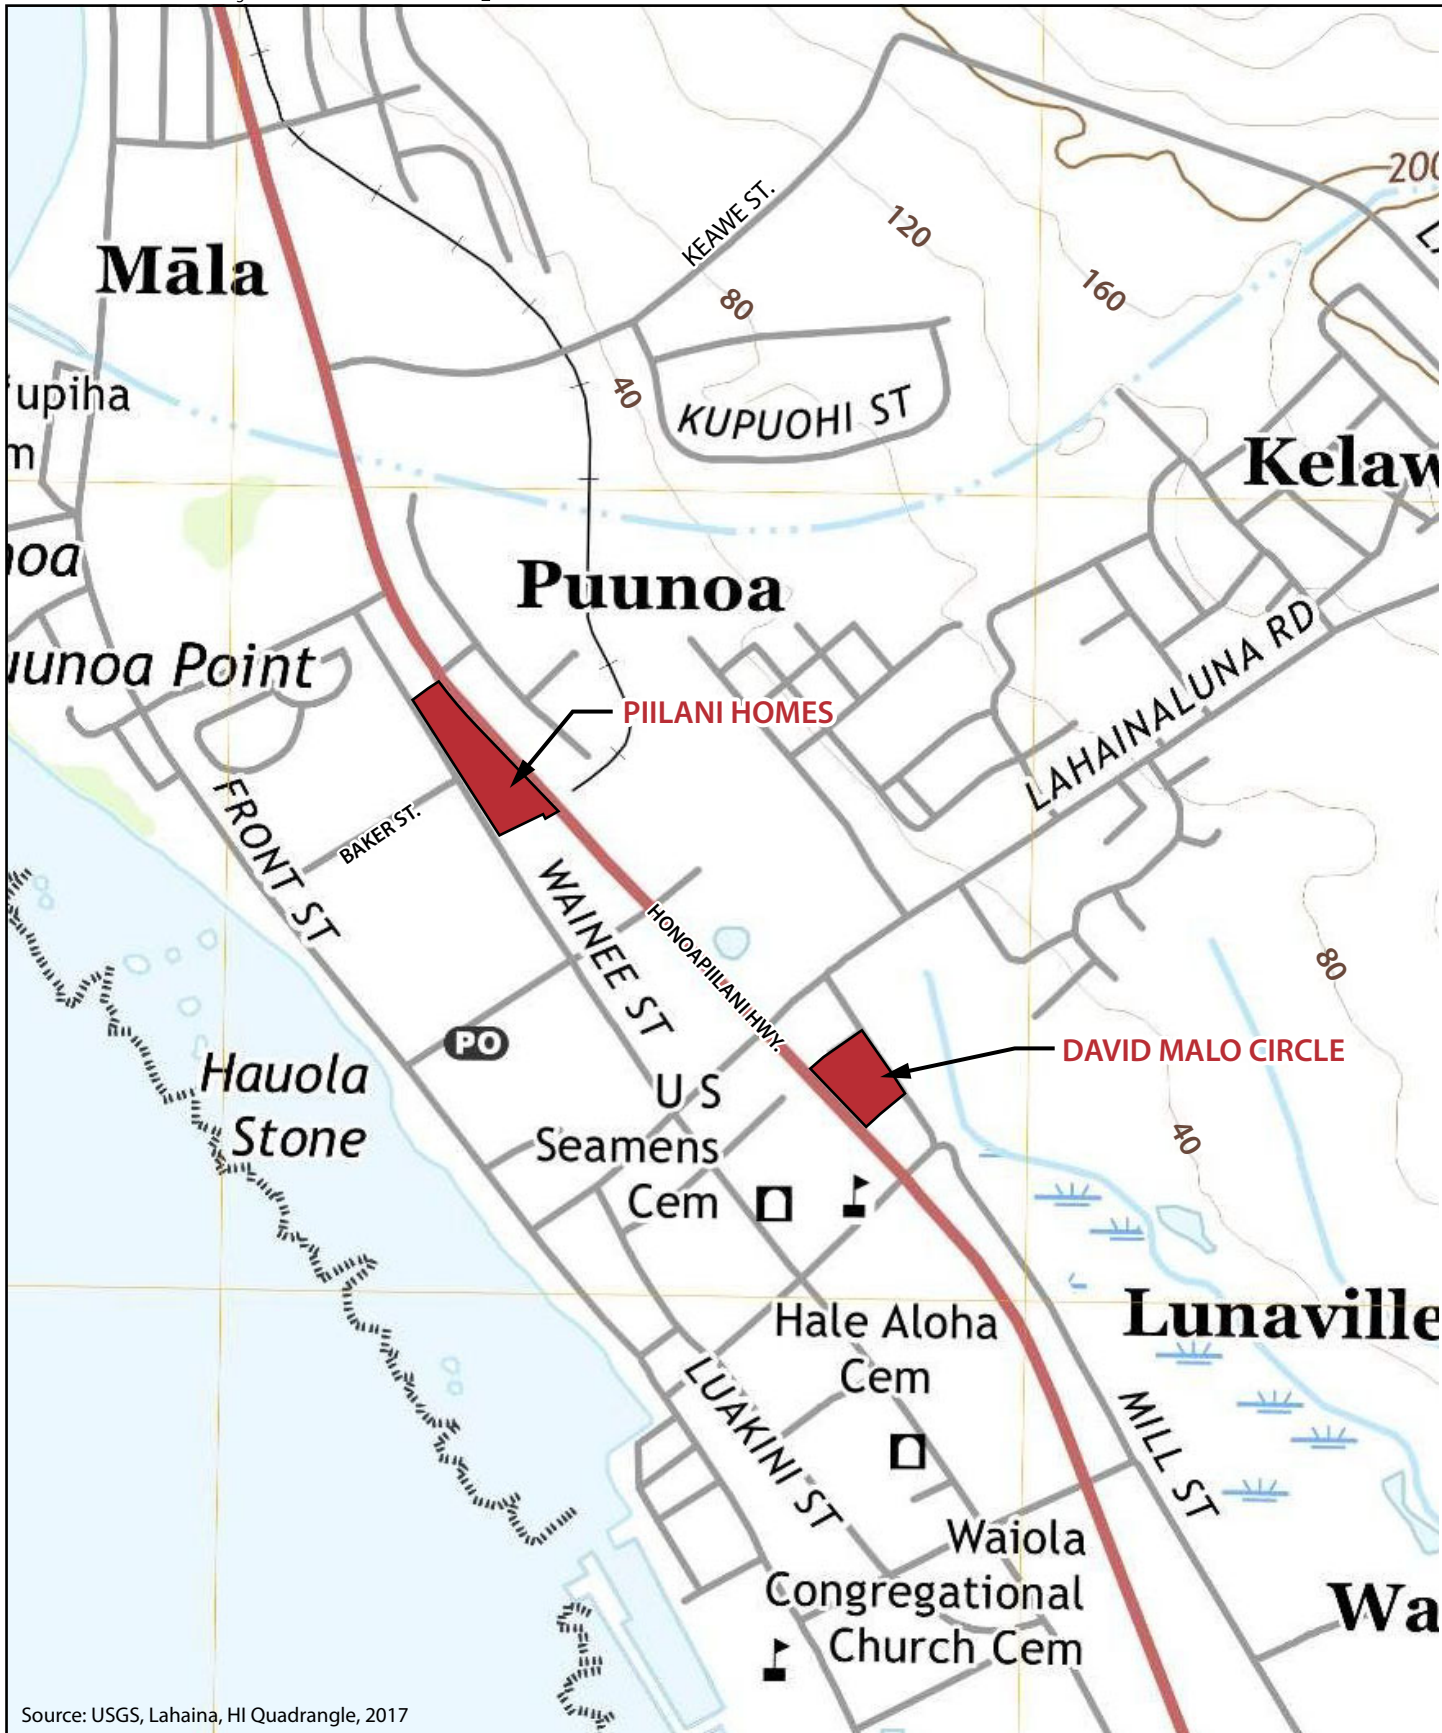 200
KEAWE ST.
120
Māla
160
80
40
upiha
KUPUOHI ST
m
Kelaw
noa
Puunoa
LAHAINALUNA RD
uunoa Point
PIILANI HOMES
FRONT ST
BAKER ST.
WAINEE ST
HONOAPIILANI HWY.
80
PO
DAVID MALO CIRCLE
Hauola
Stone
U S
Seamens
Cem
40
Hale Aloha
Cem
Lunaville
LUAKINI ST
MILL ST
Waiola
Congregational
Church Cem
Wa
Source: USGS, Lahaina, HI Quadrangle, 2017